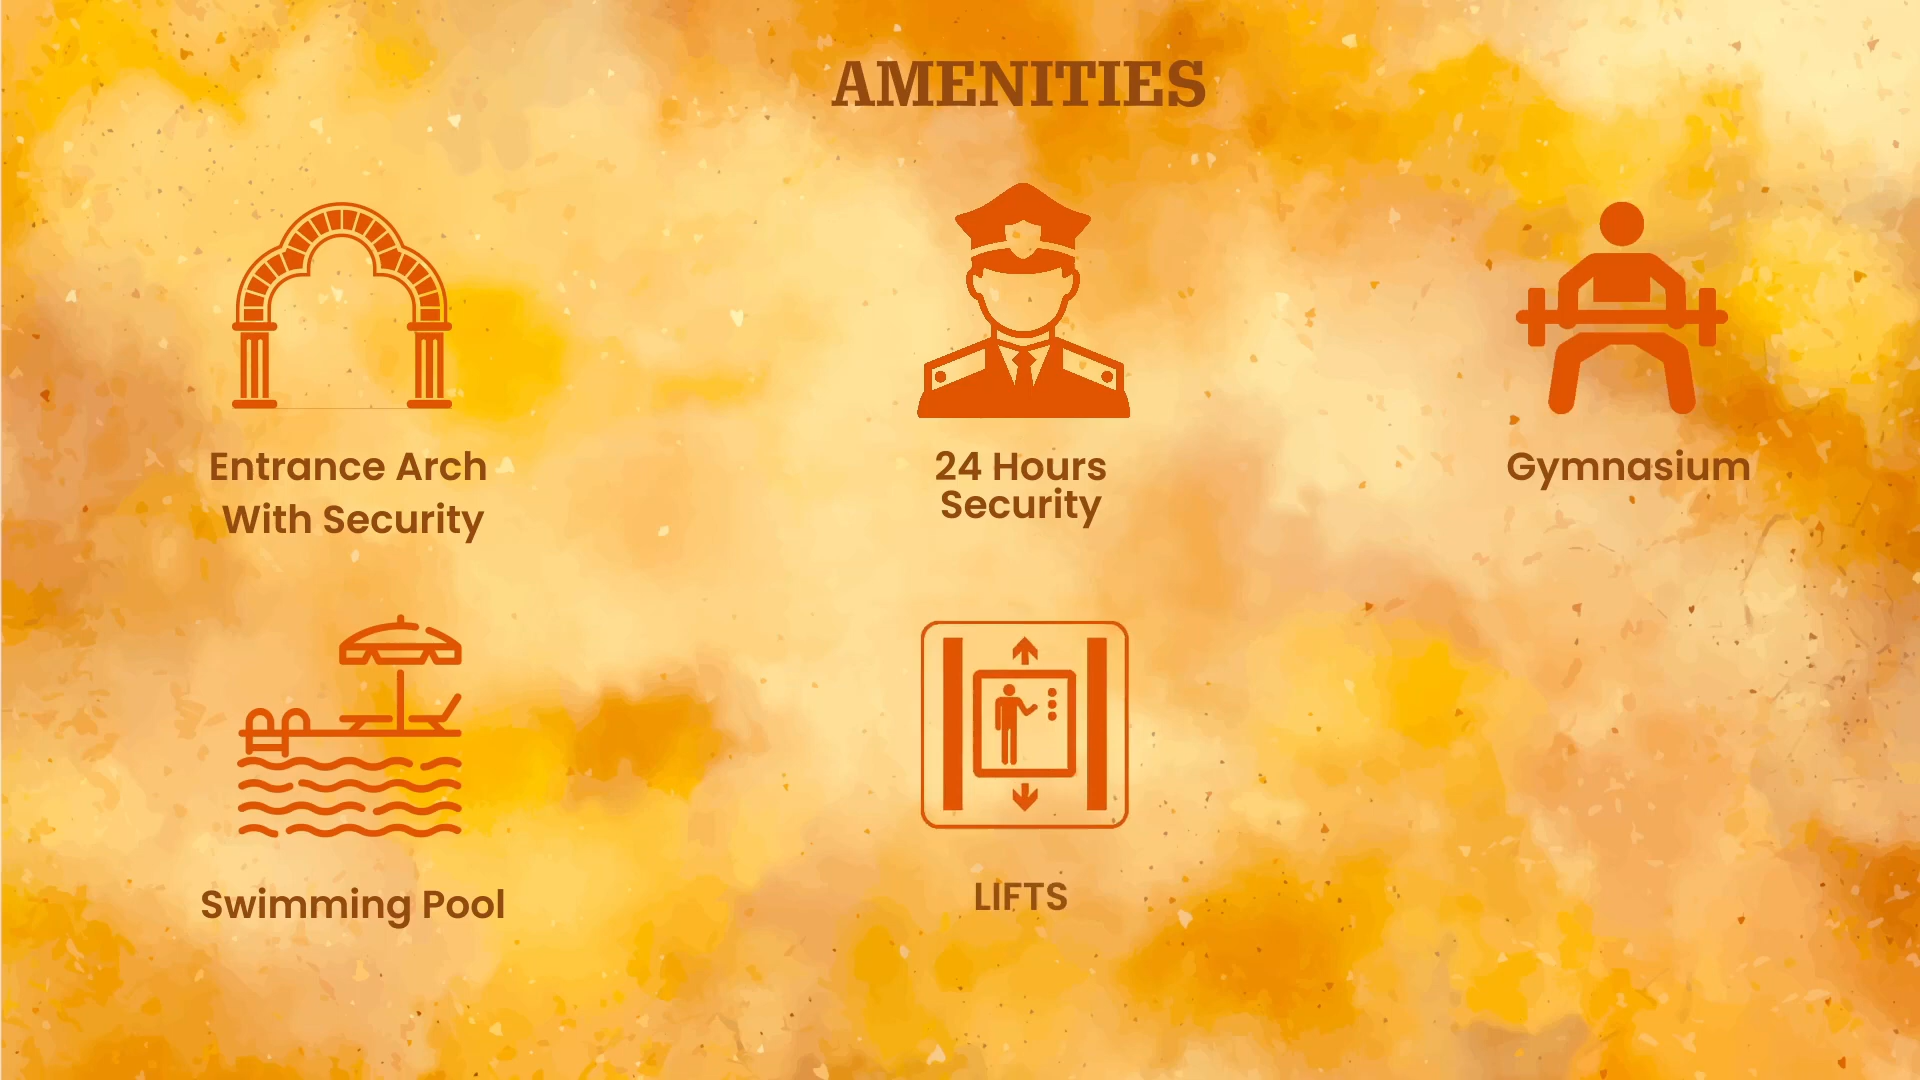 AMENITIES
Entrance Arch
With Security
24 Hours
Security
Gymnasium
Swimming Pool
LIFTS